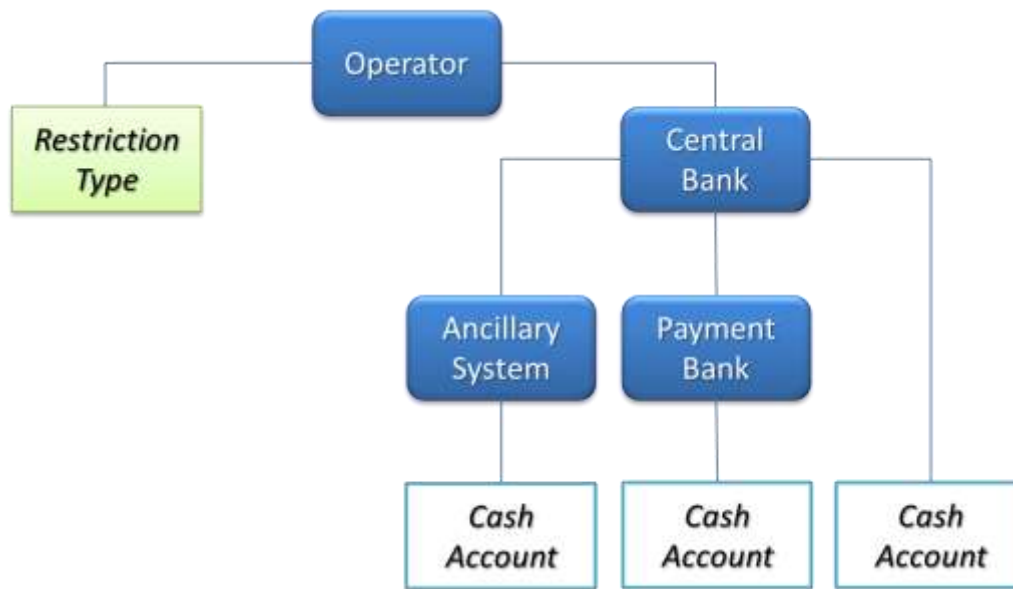 Operator
Restriction
Type
Central
Bank
Ancillary
System
Payment
Bank
Cash
Account
Cash
Account
Cash
Account